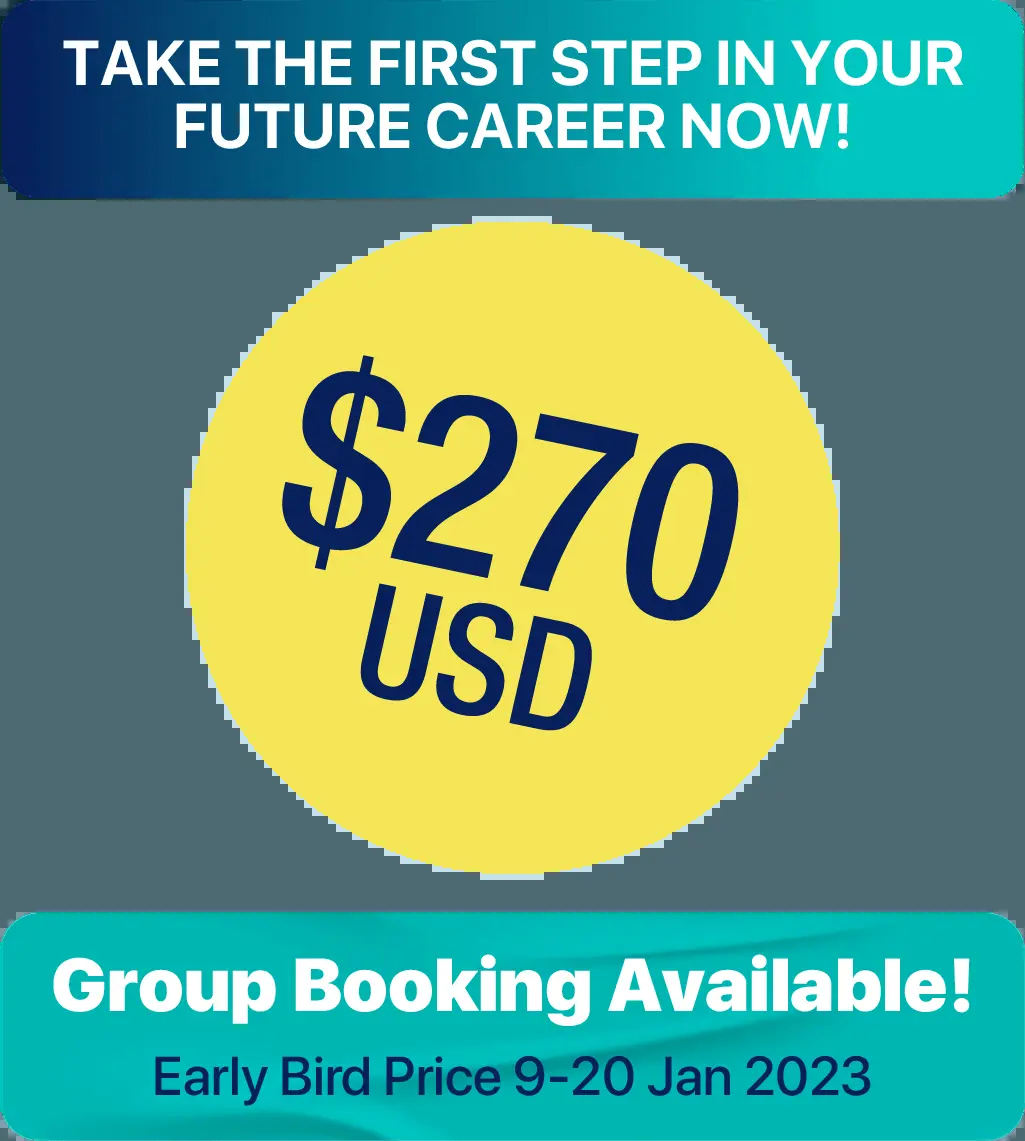 TAKE THE FIRST STEP IN YOUR
FUTURE CAREER NOW!
$270
USD
Group Booking Available!
Early Bird Price 9-20 Jan 2023